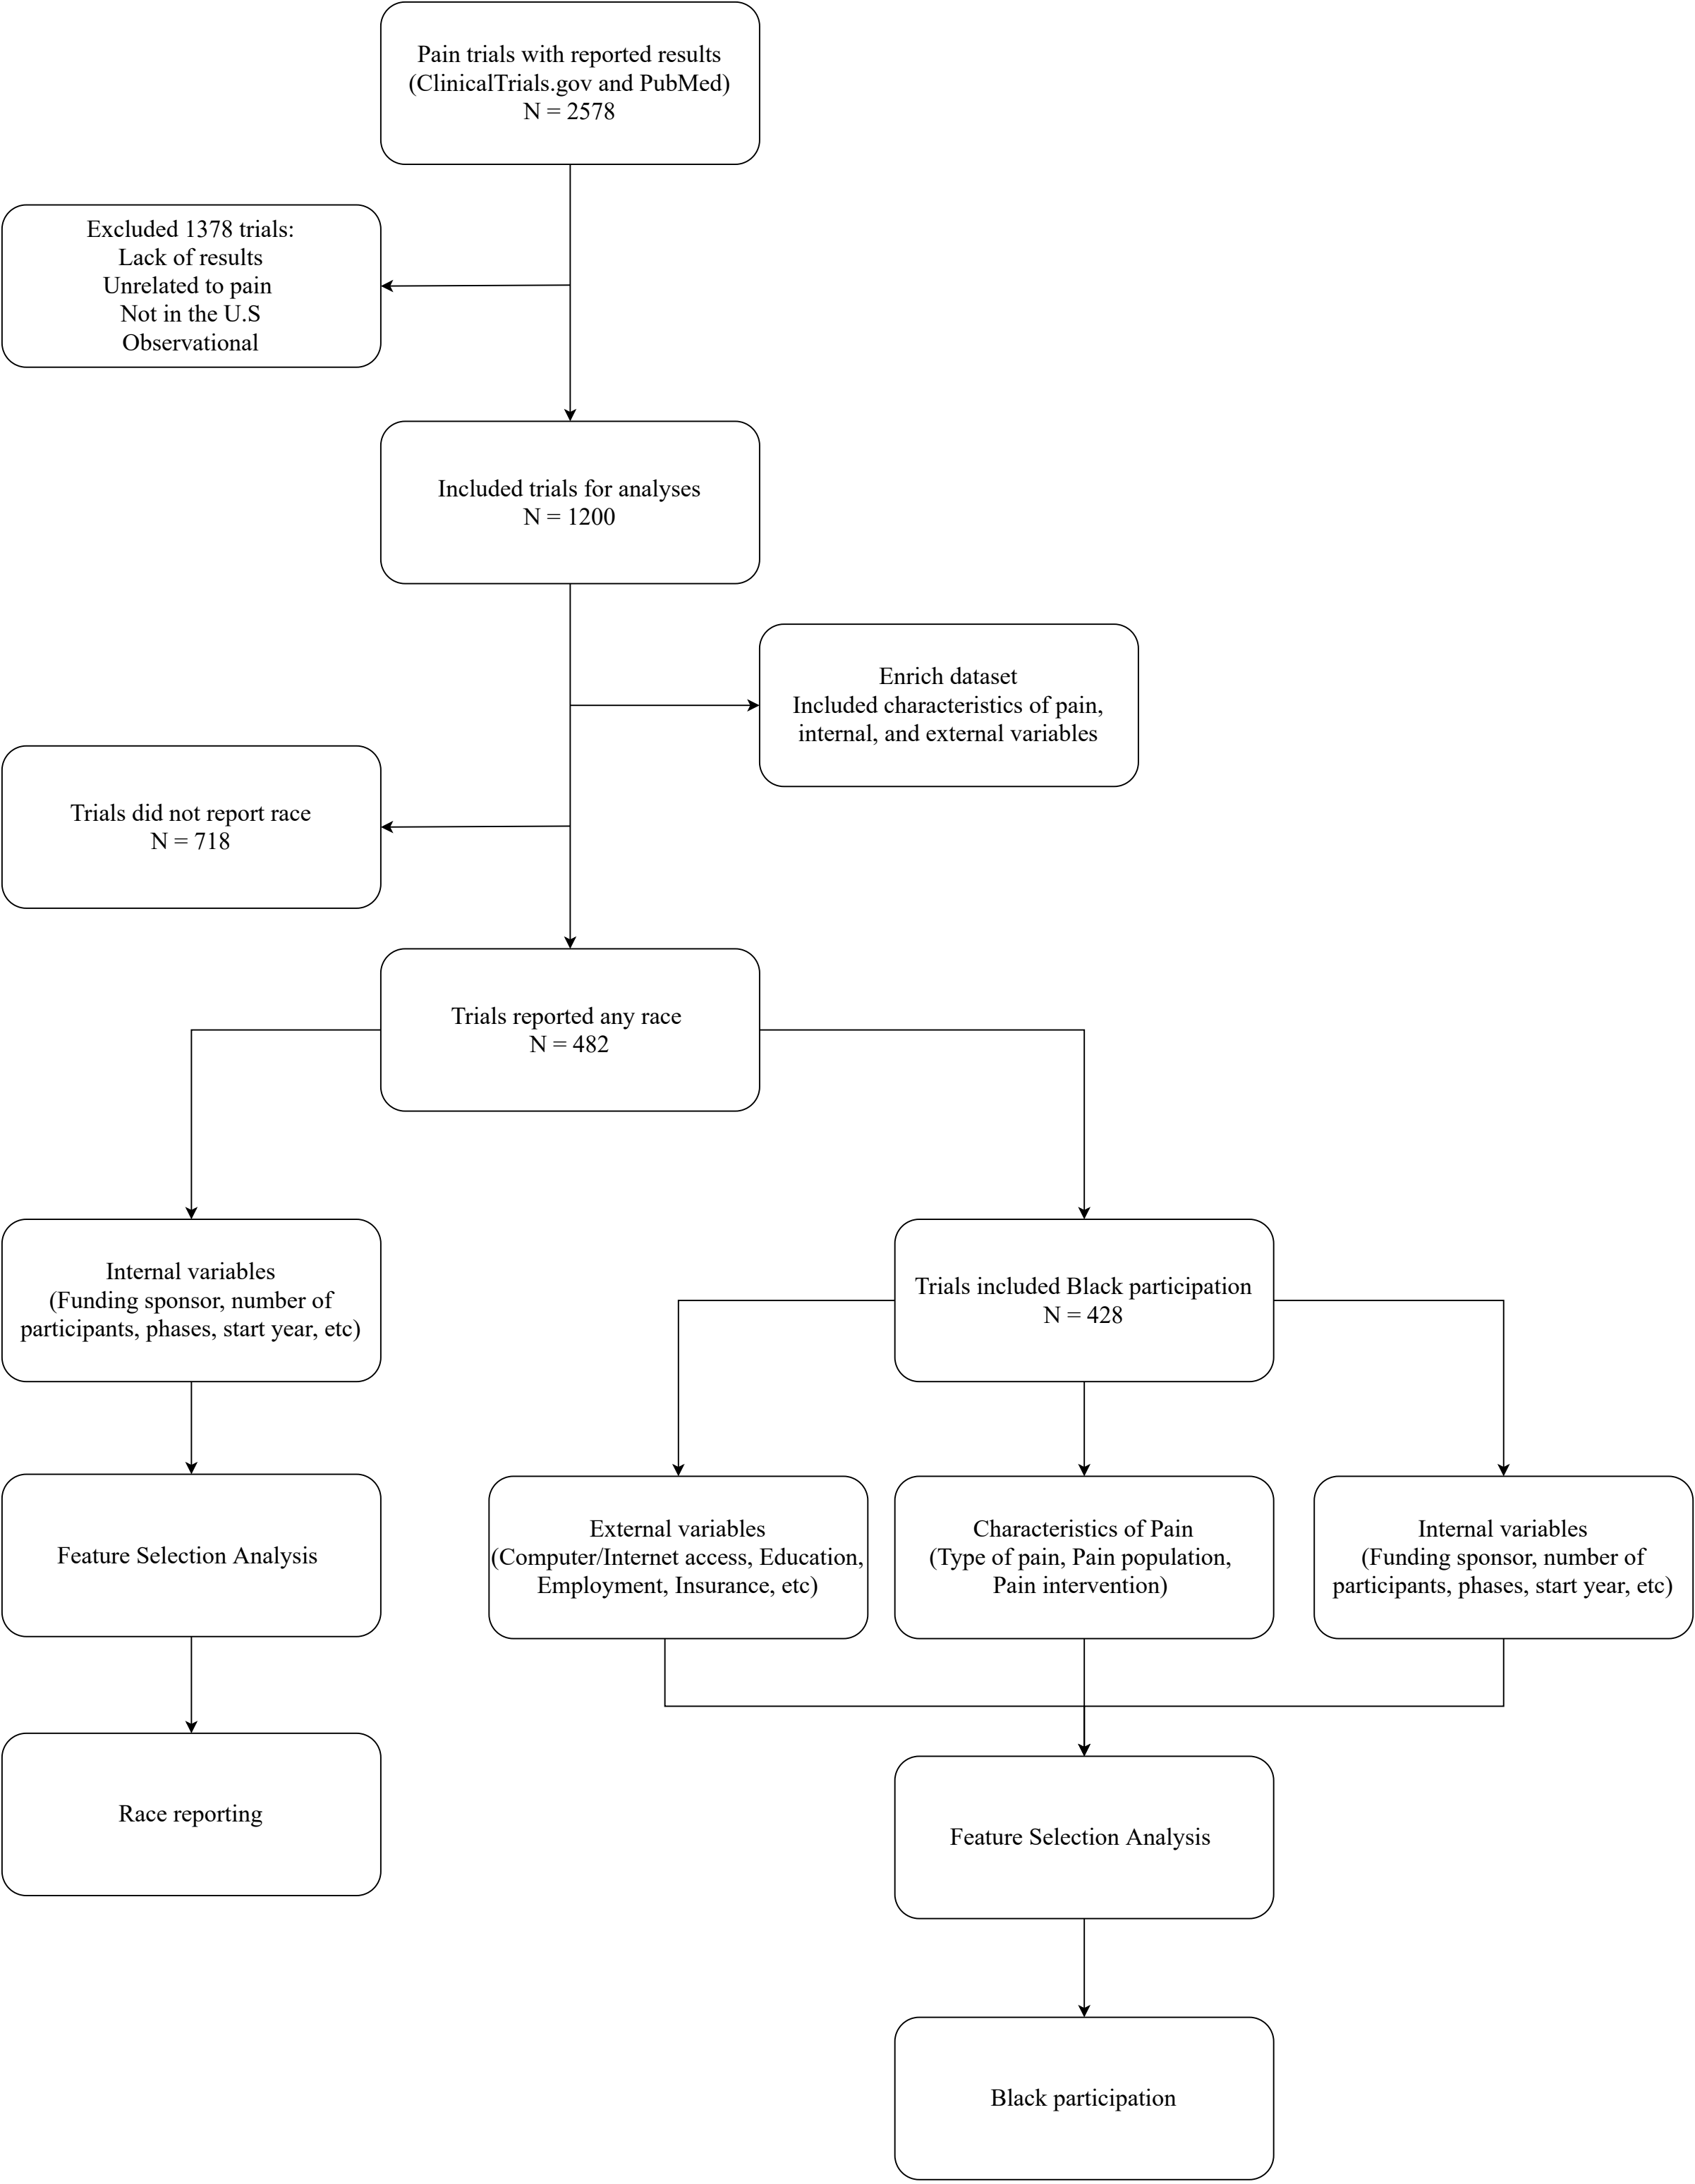 Pain trials with reported results
(ClinicalTrials.gov and PubMed)
N = 2578
Excluded 1378 trials:
Lack of results
Unrelated to pain
Not in the U.S
Observational
Included trials for analyses
N = 1200
Enrich dataset
Included characteristics of pain,
internal, and external variables
Trials did not report race
N = 718
Trials reported any race
N = 482
Internal variables
(Funding sponsor, number of
participants, phases, start year, etc)
Trials included Black participation
N = 428
Feature Selection Analysis
External variables
(Computer/Internet access, Education,
Employment, Insurance, etc)
Characteristics of Pain
(Type of pain, Pain population,
Pain intervention)
Internal variables
(Funding sponsor, number of
participants, phases, start year, etc)
Race reporting
Feature Selection Analysis
Black participation